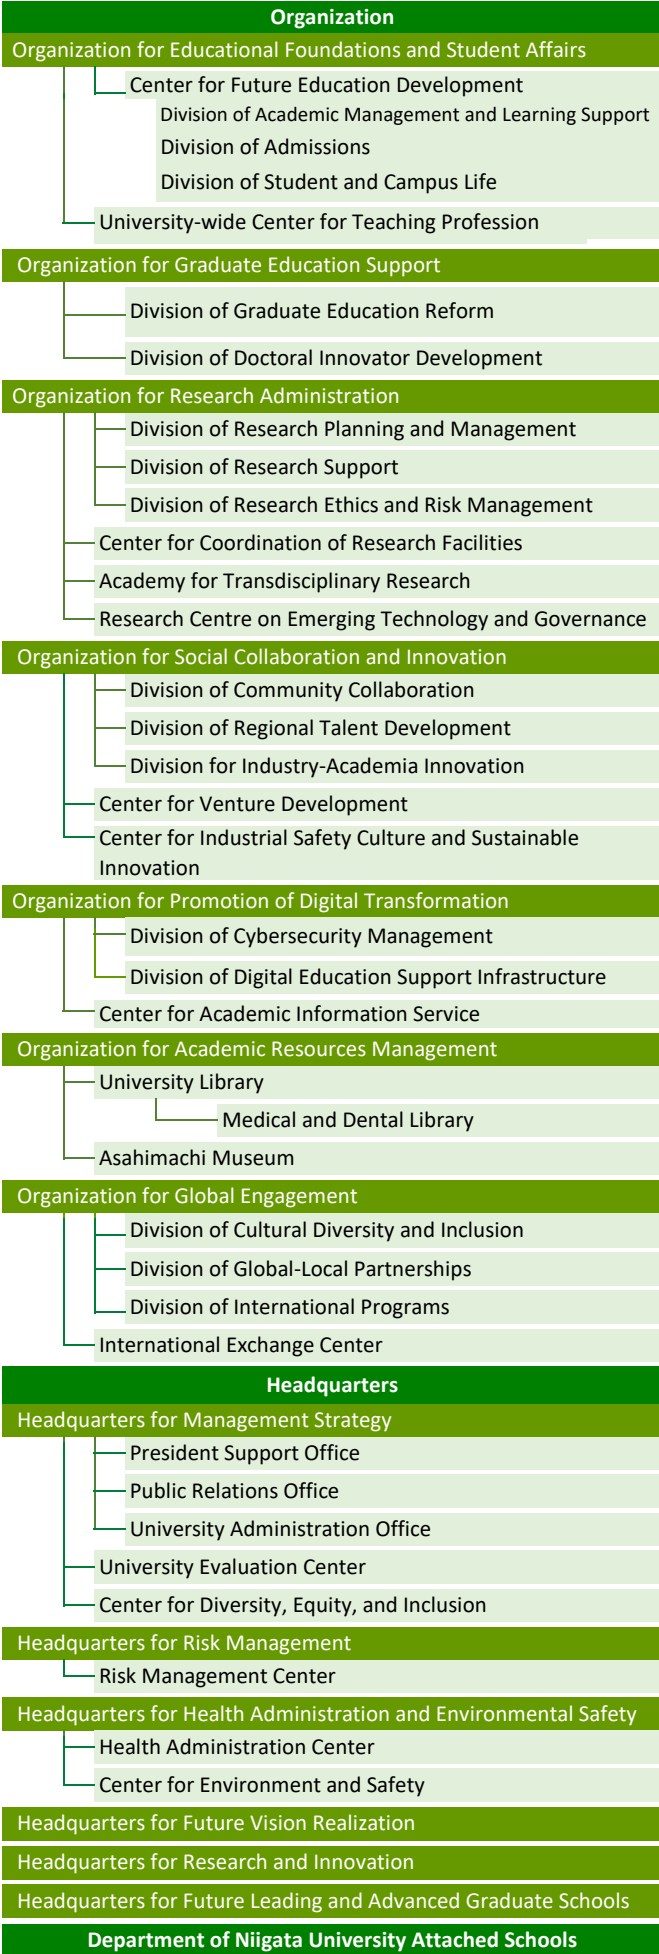 Organization
Organization for Educational Foundations and Student Affairs
Center for Future Education Development
Division of Academic Management and Learning Support
Division of Admissions
Division of Student and Campus Life
University-wide Center for Teaching Profession
Organization for Graduate Education Support
Division of Graduate Education Reform
Division of Doctoral Innovator Development
Organization for Research Administration
Division of Research Planning and Management
Division of Research Support
Division of Research Ethics and Risk Management
Center for Coordination of Research Facilities
Academy for Transdisciplinary Research
Research Centre on Emerging Technology and Governance
Organization for Social Collaboration and Innovation
Division of Community Collaboration
Division of Regional Talent Development
Division for Industry-Academia Innovation
Center for Venture Development
Center for Industrial Safety Culture and Sustainable
Innovation
Organization for Promotion of Digital Transformation
Division of Cybersecurity Management
Division of Digital Education Support Infrastructure
Center for Academic Information Service
Organization for Academic Resources Management
University Library
Medical and Dental Library
Asahimachi Museum
Organization for Global Engagement
Division of Cultural Diversity and Inclusion
Division of Global-Local Partnerships
Division of International Programs
International Exchange Center
Headquarters
Headquarters for Management Strategy
President Support Office
Public Relations Office
University Administration Office
University Evaluation Center
Center for Diversity, Equity, and Inclusion
Headquarters for Risk Management
Risk Management Center
Headquarters for Health Administration and Environmental Safety
Health Administration Center
Center for Environment and Safety
Headquarters for Future Vision Realization
Headquarters for Research and Innovation
Headquarters for Future Leading and Advanced Graduate Schools
Department of Niigata University Attached Schools